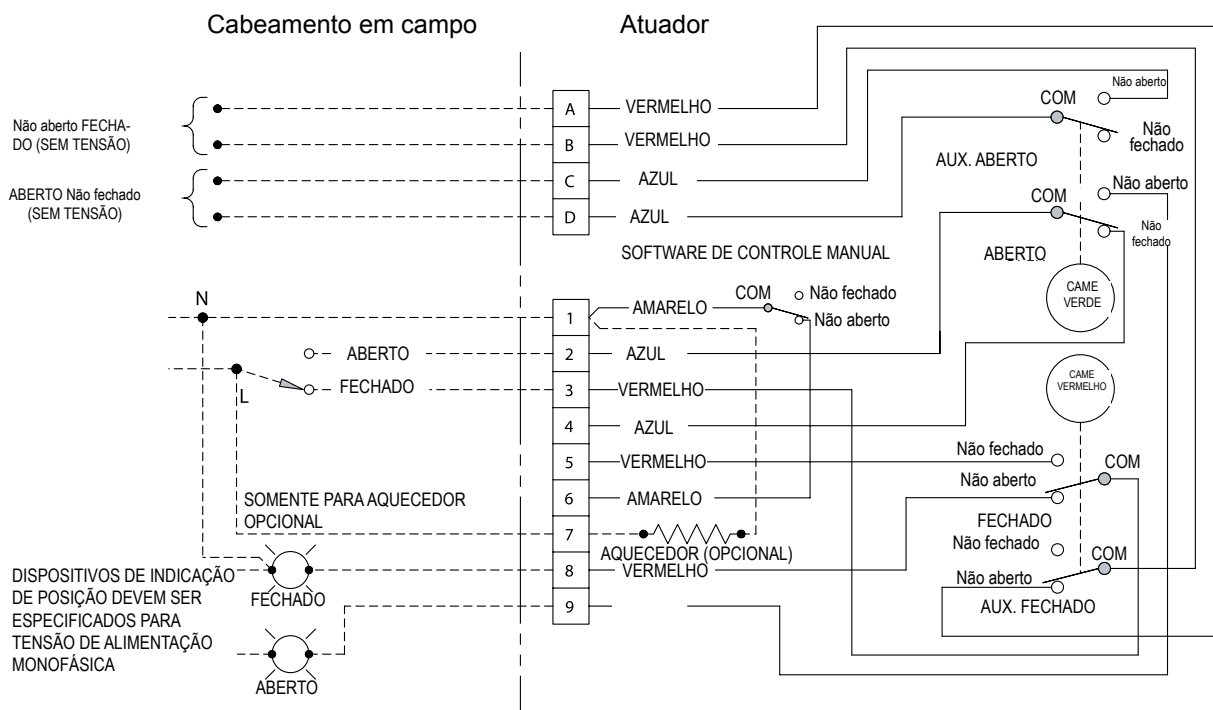 Cabeamento em campo
Atuador
Não aberto FECHA-
DO (SEM TENSÃO)
ABERTO Não fechado
(SEM TENSÃO)
A
VERMELHO
B
VERMELHO
C
AZUL
D
AZUL
COM
Não aberto
Não
fechado
AUX. ABERTO
Não aberto
COM
Não
fechado
ABERTO
SOFTWARE DE CONTROLE MANUAL
CAME
VERDE
N
1
AMARELO
COM
Não fechado
Não aberto
ABERTO
2
AZUL
L
FECHADO
3
VERMELHO
CAME
VERMELHO
4
AZUL
5
VERMELHO
Não fechado
COM
6
AMARELO
Não aberto
SOMENTE PARA AQUECEDOR
OPCIONAL
7
AQUECEDOR (OPCIONAL)
FECHADO
Não fechado
COM
8
VERMELHO
Não aberto
AUX. FECHADO
9
DISPOSITIVOS DE INDICAÇÃO
DE POSIÇÃO DEVEM SER
ESPECIFICADOS PARA
TENSÃO DE ALIMENTAÇÃO
MONOFÁSICA
FECHADO
ABERTO